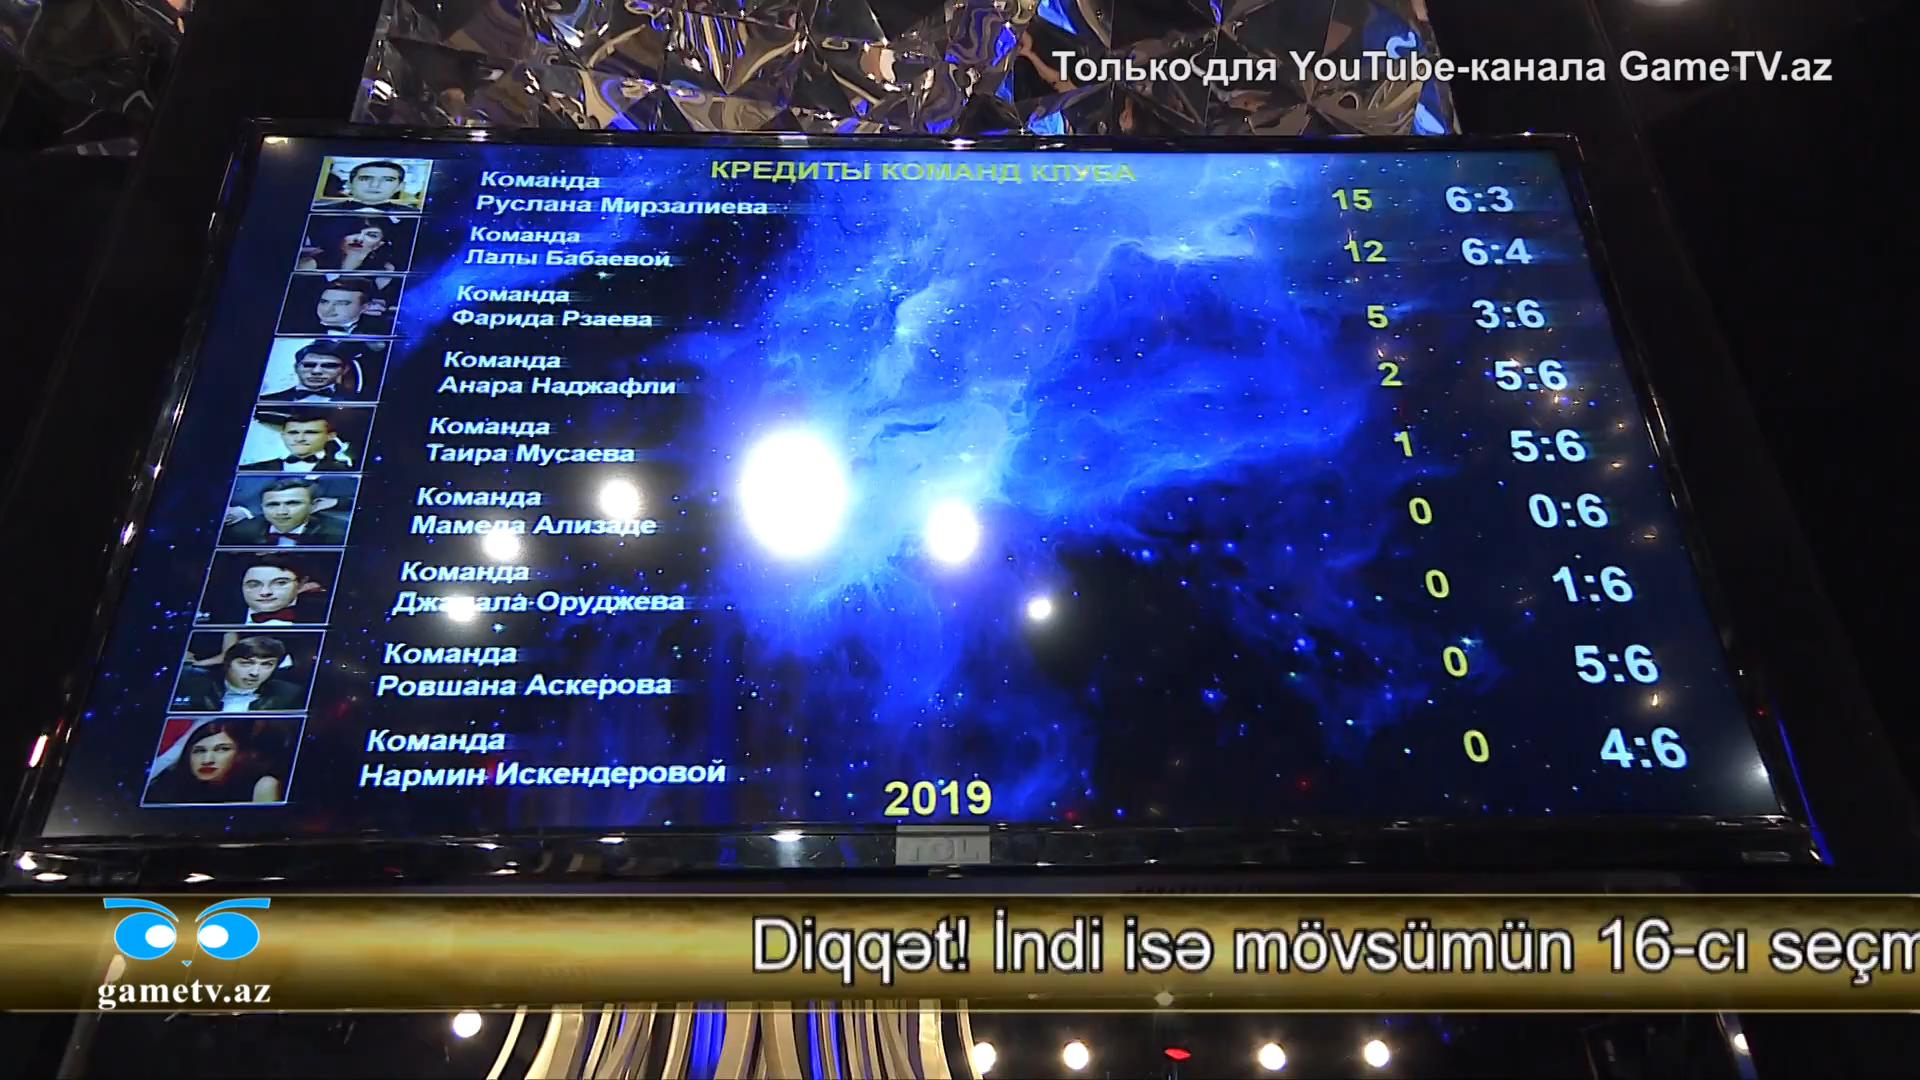 Только для YouTube-канала GameTV.az
КРЕДИТЫ КОМАНД КЛУБА
Команда
Руслана Мирзалиева
15 6:3
Команда
Лалы Бабаевой
12 6:4
Команда
Фарида Рзаева
5 3:6
Команда
Анара Наджафли
2 5:6
Команда
Таира Мусаева
1 5:6
Команда
Мамеда Ализаде
0 0:6
Команда
Джамала Оруджева
0 1:6
Команда
Ровшана Аскерова
0 5:6
Команда
Нармин Искендеровой
0 4:6
2019
TCL
Diqqət! İndi isə mövsümün 16-cı seçm
gametv.az